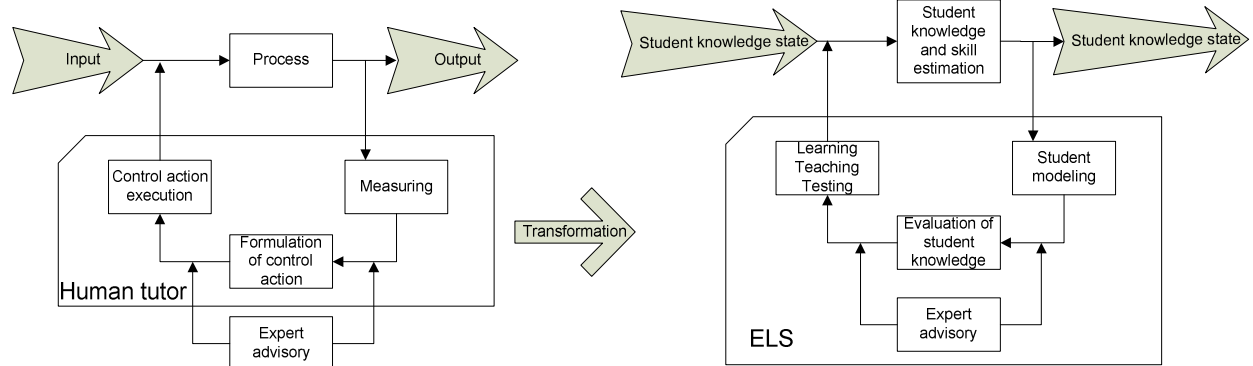 Input
Process
Output
Control action
execution
Measuring
Formulation
of control
action
Human tutor
Expert
advisory
Transformation
Student knowledge state
Student
knowledge
and skill
estimation
Student knowledge state
Learning
Teaching
Testing
Student
modeling
Evaluation of
student
knowledge
Expert
advisory
ELS